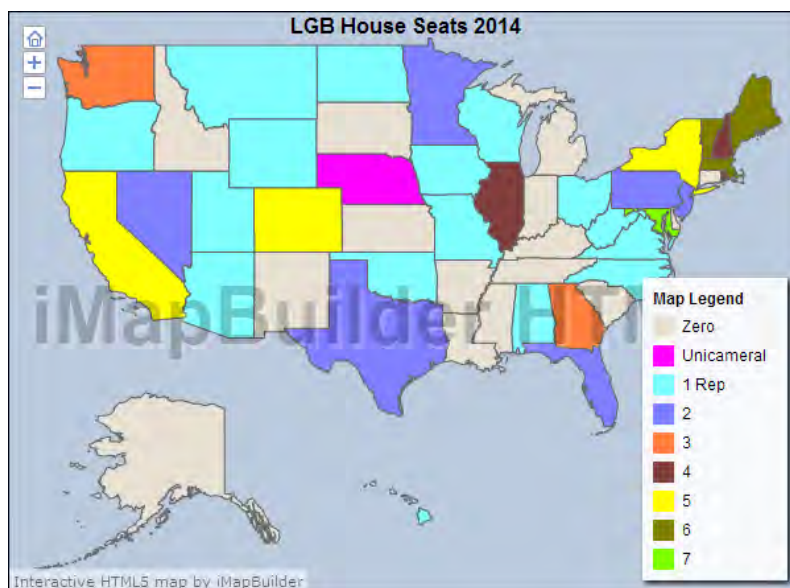 LGB House Seats 2014
+
−
iMapBuilder HT
Map Legend
Zero
Unicameral
1 Rep
2
3
4
5
6
7
Interactive HTML5 map by iMapBuilder